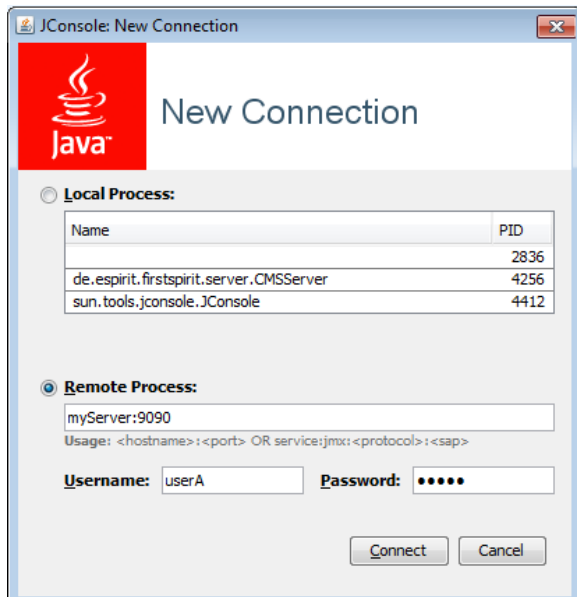 JConsole: New Connection
Java™
New Connection
Local Process:
Name PID
2836
de.espirit.firstspirit.server.CMSServer 4256
sun.tools.jconsole.JConsole 4412
Remote Process:
myServer:9090
Usage: <hostname>:<port> OR service:jmx:<protocol>:<sap>
Username: userA Password: •••••
Connect Cancel